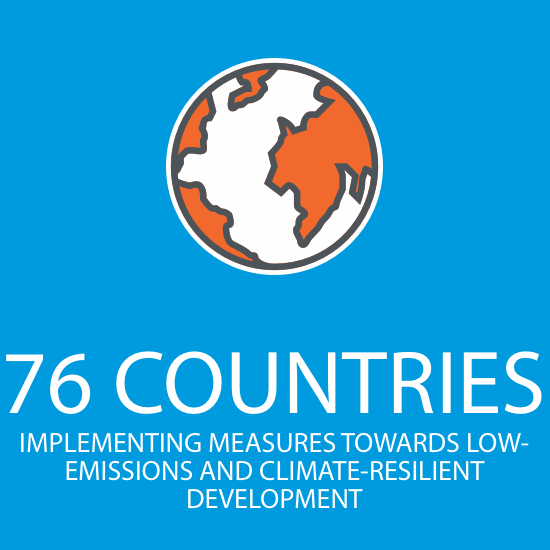 76 COUNTRIES
IMPLEMENTING MEASURES TOWARDS LOW-
EMISSIONS AND CLIMATE-RESILIENT
DEVELOPMENT